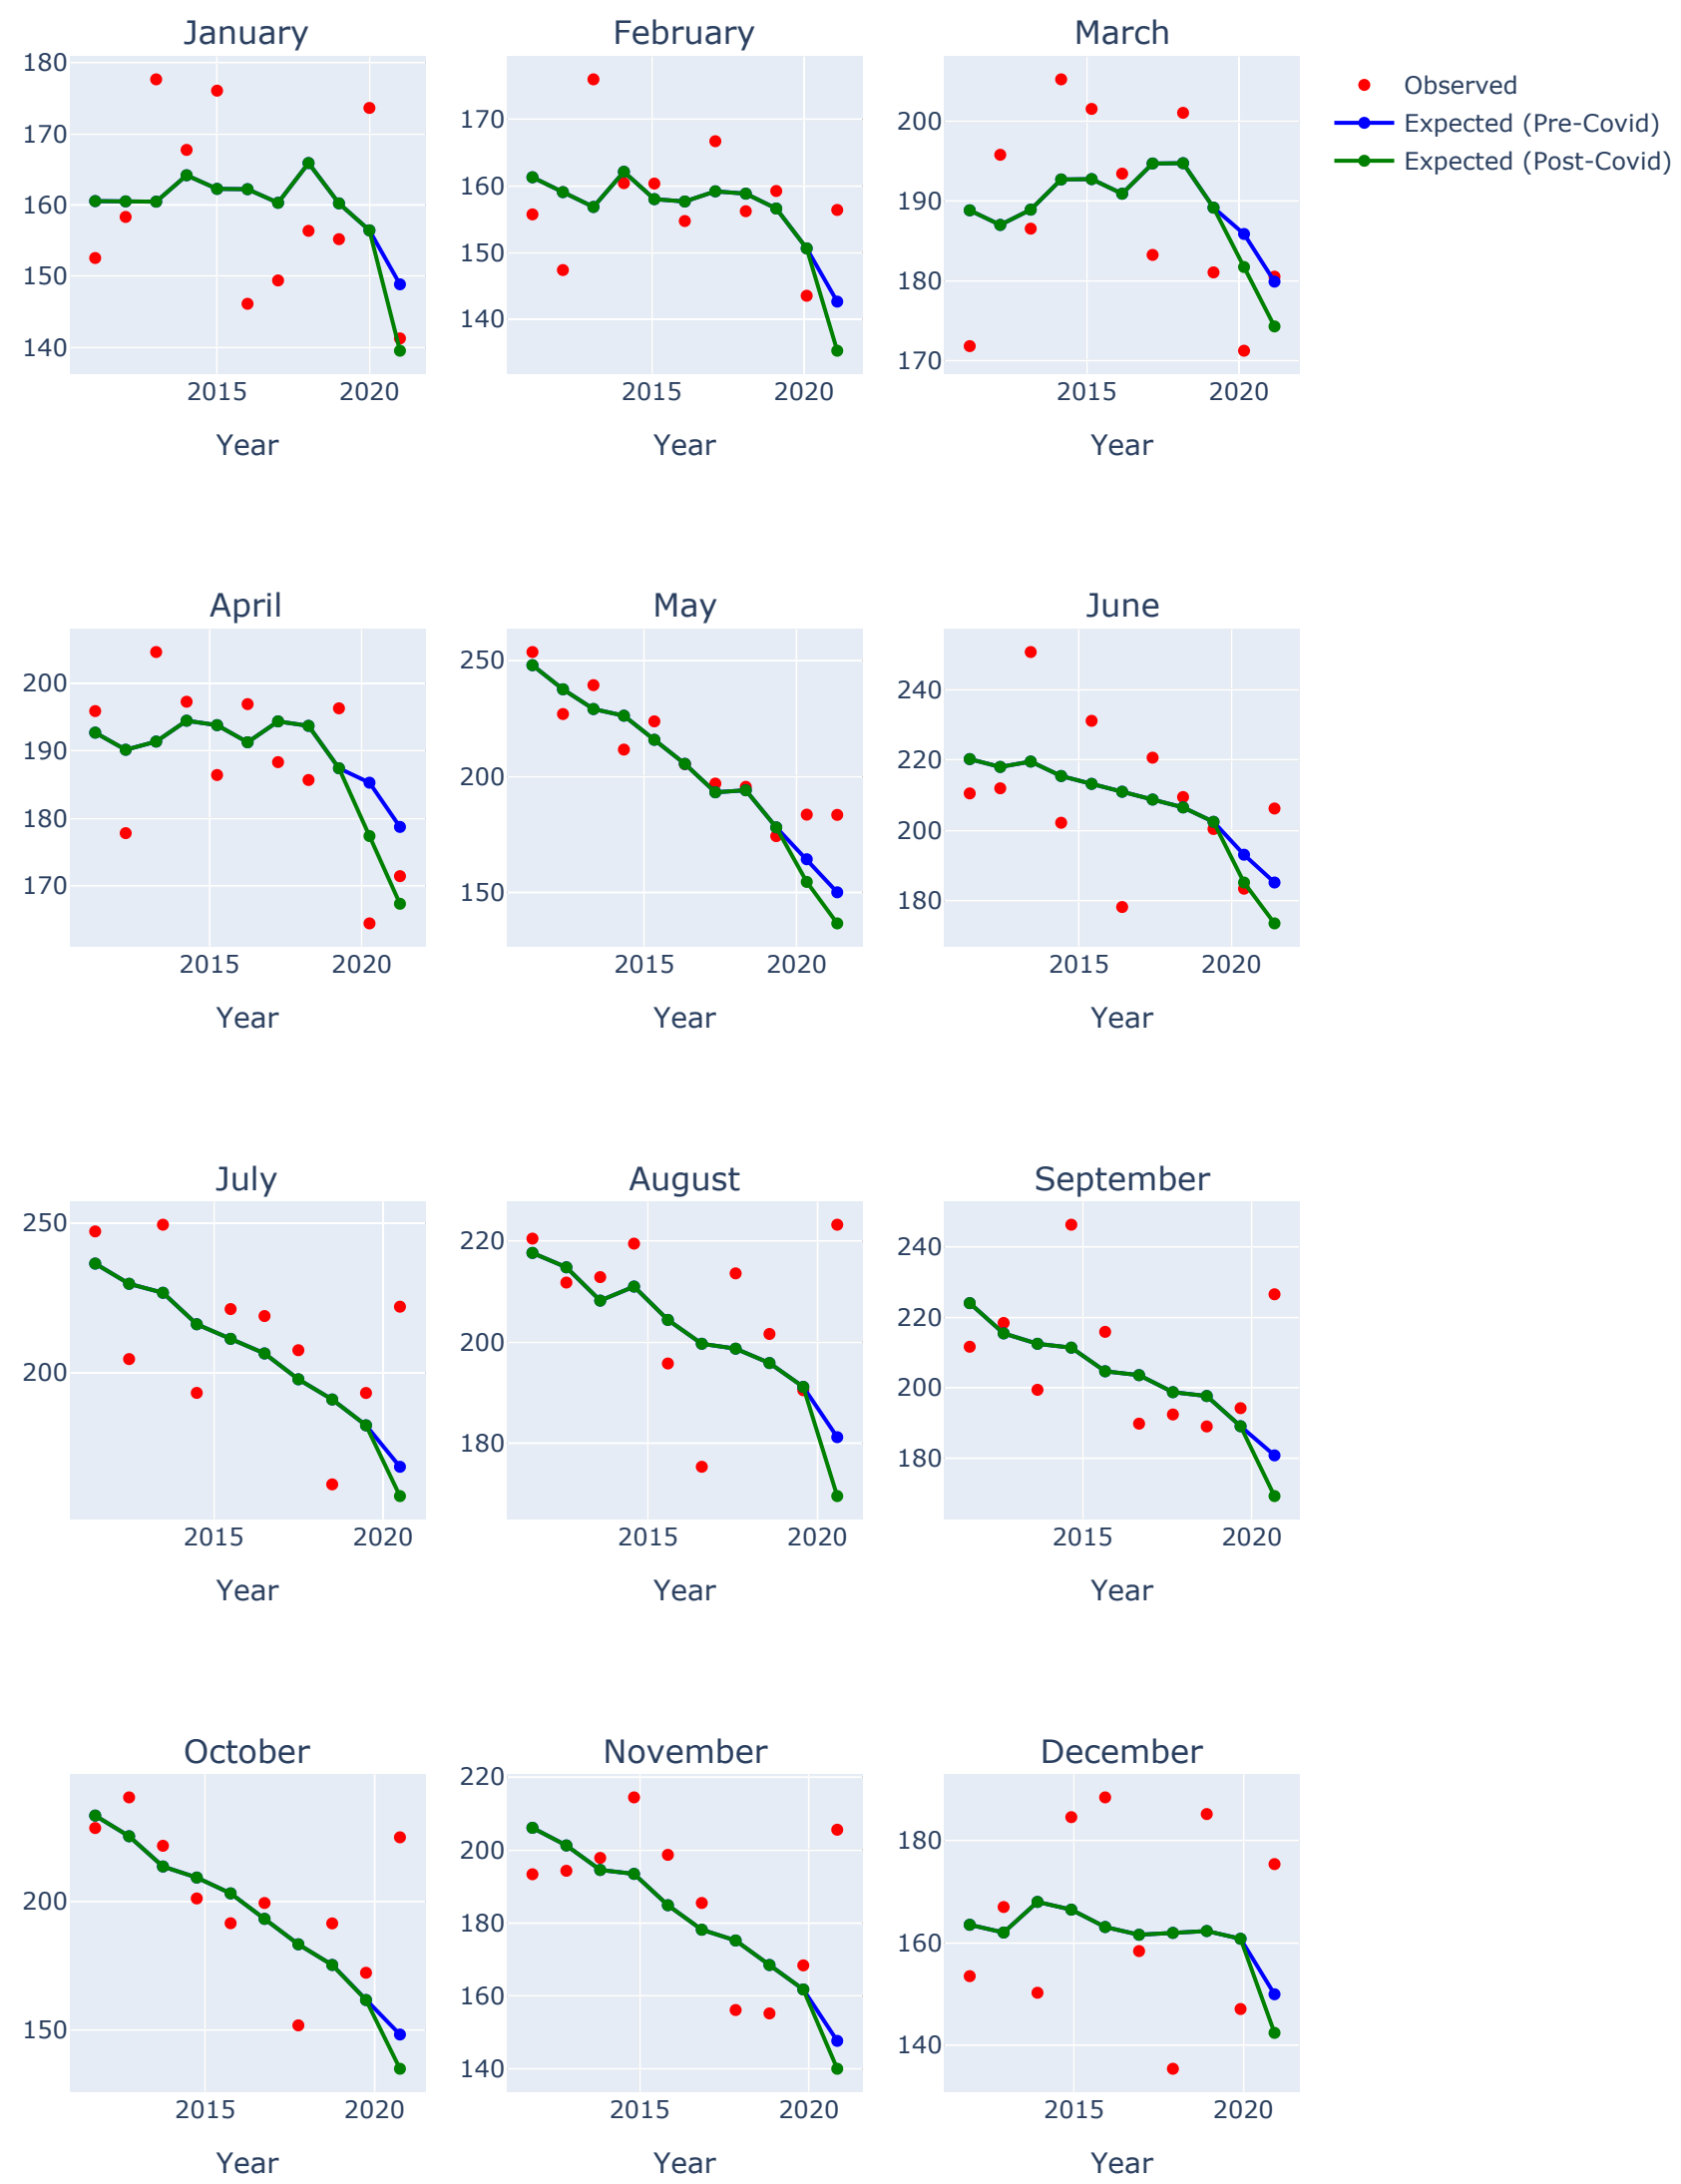 January
February
March
180
170
160
150
140
2015
2020
Year
170
160
150
140
2015
2020
Year
200
190
180
170
2015
2020
Year
Observed
Expected (Pre-Covid)
Expected (Post-Covid)
April
May
June
200
190
180
170
2015
2020
Year
250
200
150
2015
2020
Year
240
220
200
180
2015
2020
Year
July
August
September
250
200
2015
2020
Year
220
200
180
2015
2020
Year
240
220
200
180
2015
2020
Year
October
November
December
200
150
2015
2020
Year
220
200
180
160
140
2015
2020
Year
180
160
140
2015
2020
Year